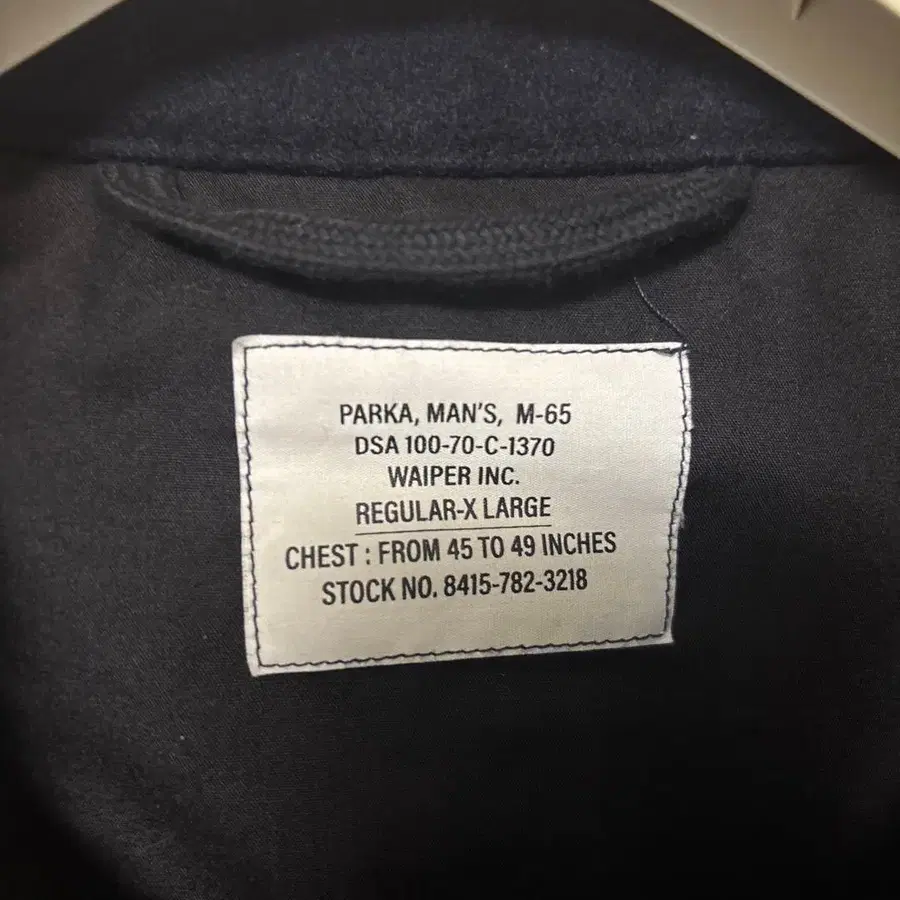 PARKA, MAN'S, M-65
DSA 100-70-C-1370
WAIPER INC.
REGULAR-X LARGE
CHEST : FROM 45 TO 49 INCHES
STOCK NO. 8415-782-3218